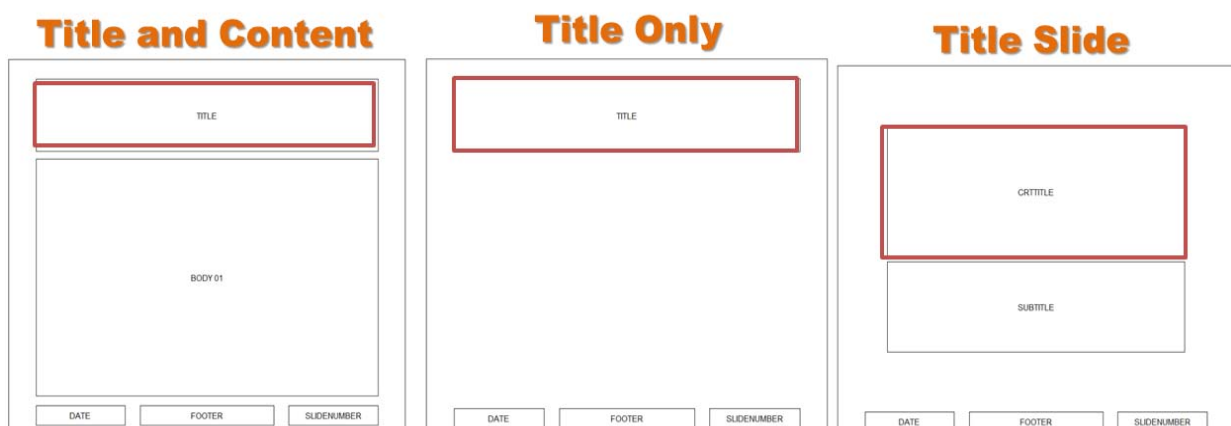 Title and Content
TITLE
BODY 01
DATE FOOTER SLIDENUMBER
Title Only
TITLE
DATE FOOTER SLIDENUMBER
Title Slide
CRTTITLE
SUBTITLE
DATE FOOTER SLIDENUMBER